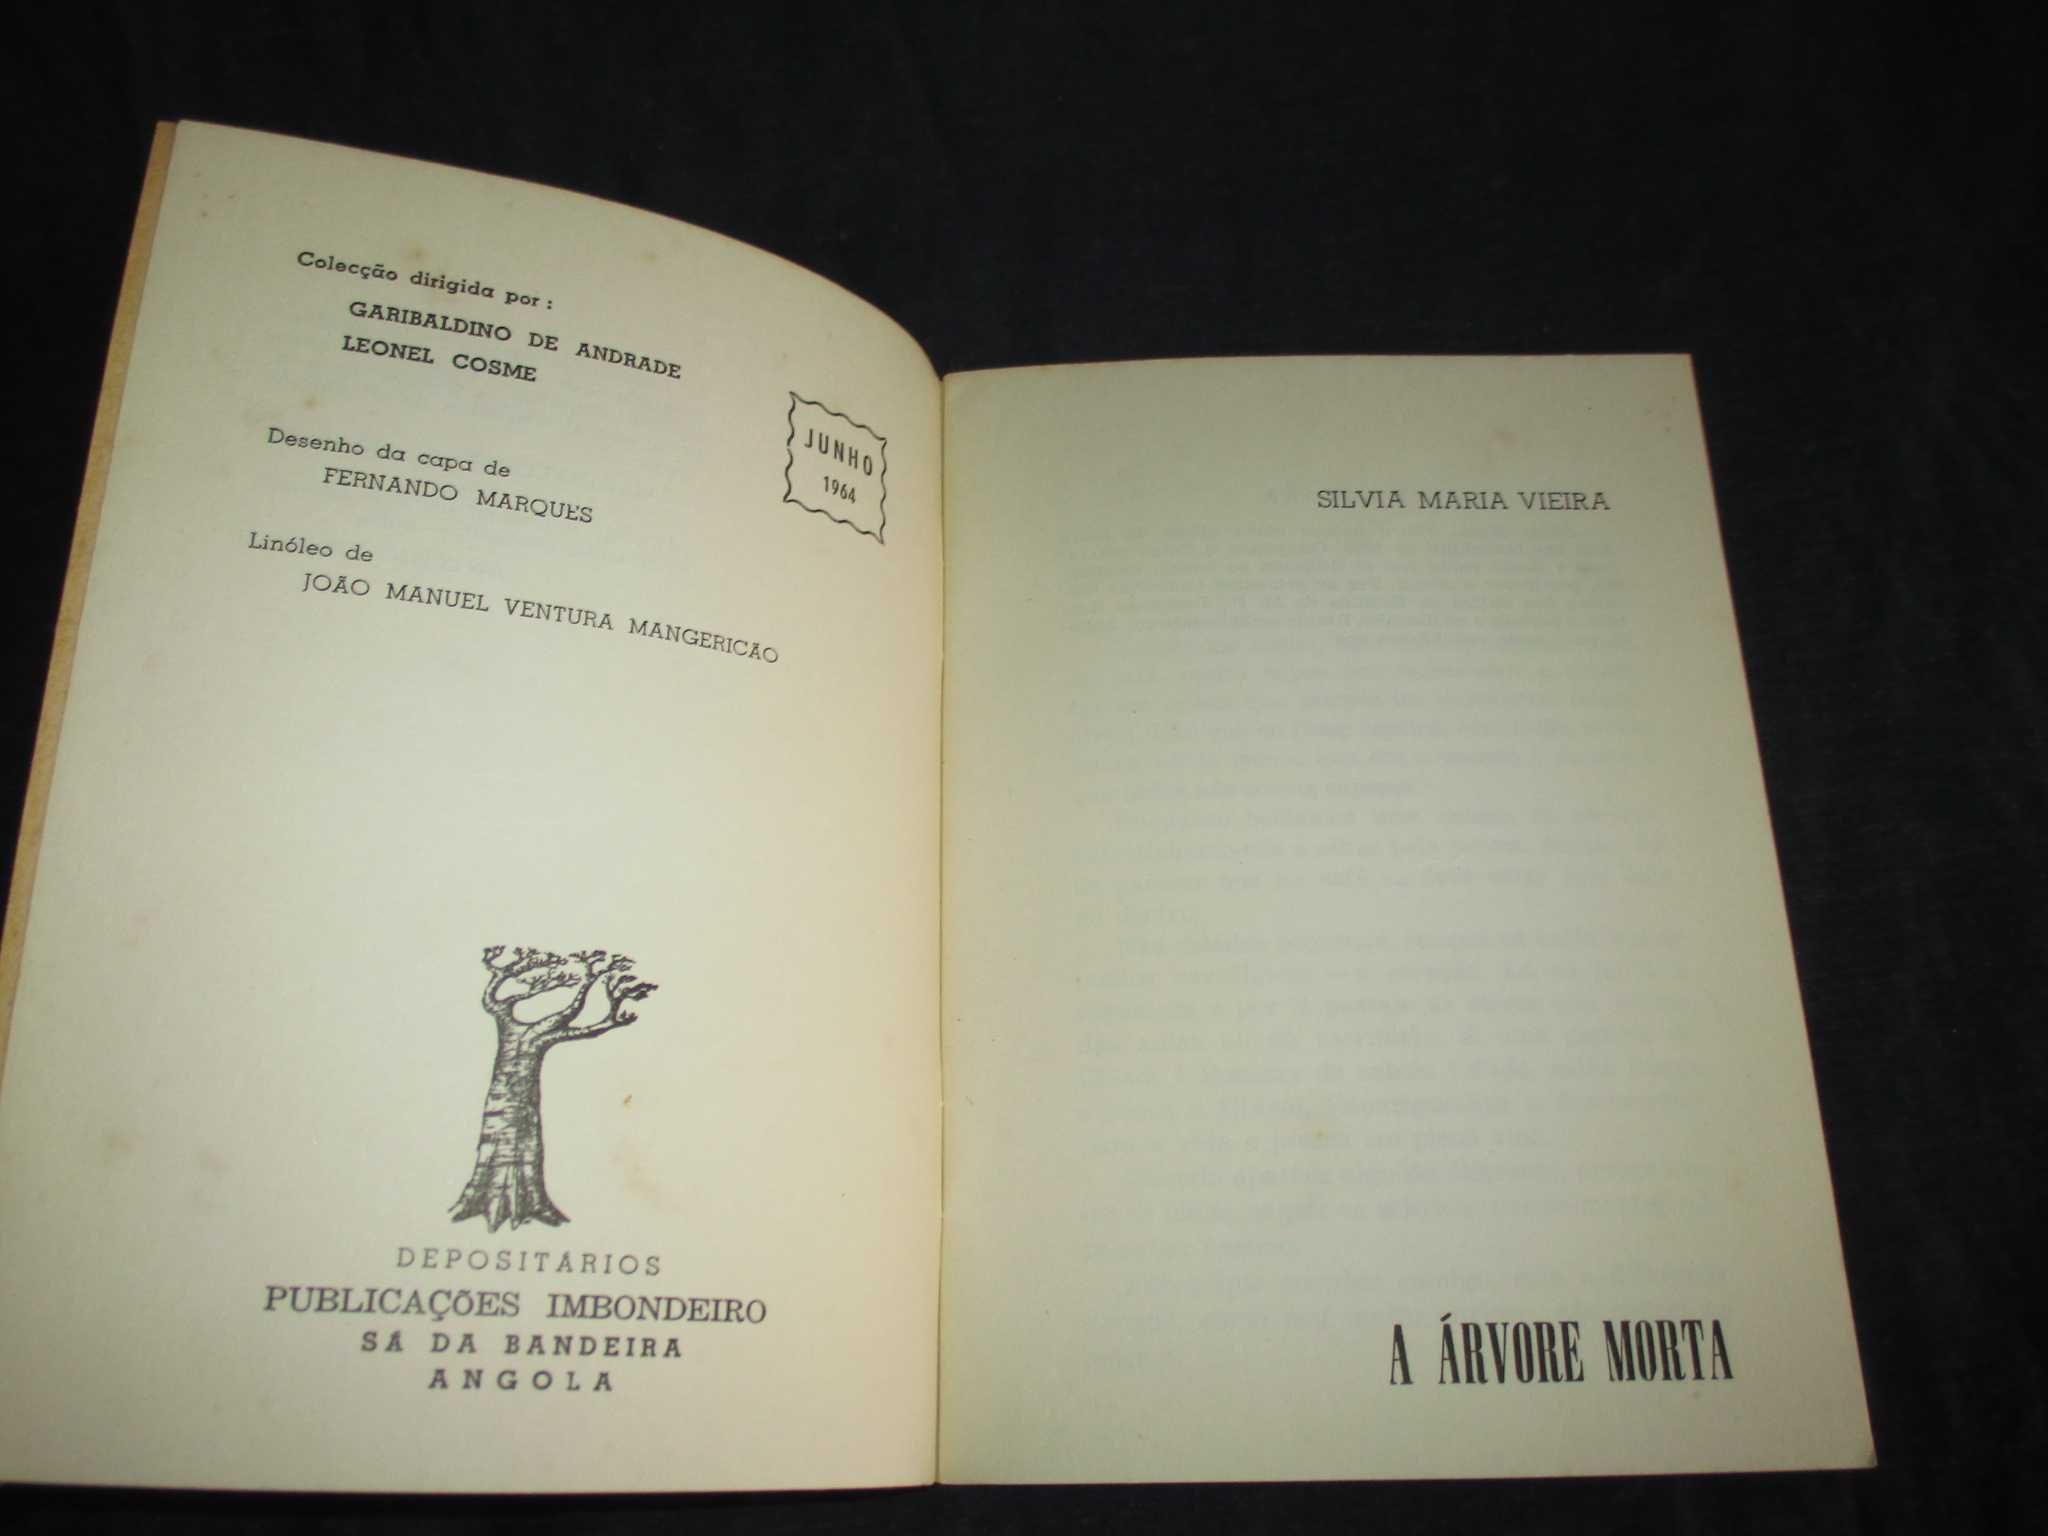 Colecção dirigida por :
GARIBALDINO DE ANDRADE
LEONEL COSME
JUNHO
1964
Desenho da capa de
FERNANDO MARQUES
Linóleo de
JOÃO MANUEL VENTURA MANGERICAO
DEPOSITÁRIOS
PUBLICAÇÕES IMBONDEIRO
SÁ DA BANDEIRA
ANGOLA
SILVIA MARIA VIEIRA
A ÁRVORE MORTA